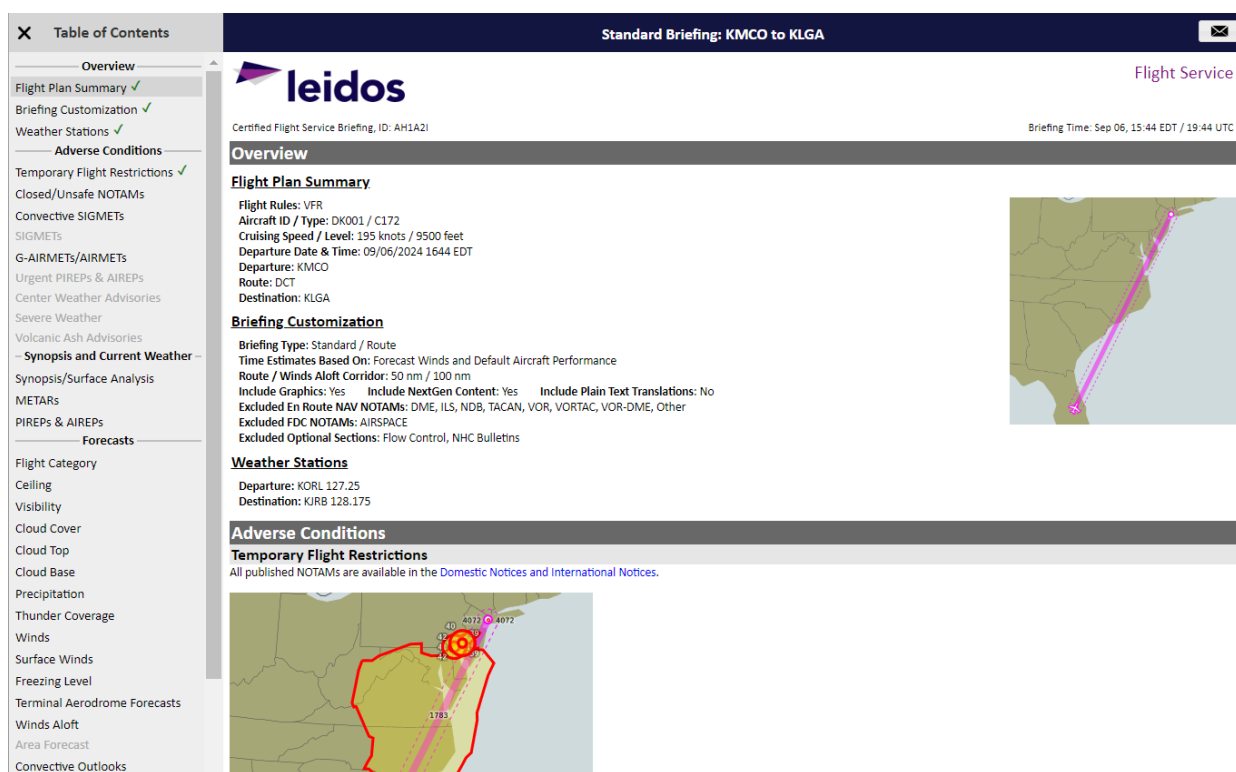 Table of Contents
Overview
Flight Plan Summary ✓
Briefing Customization ✓
Weather Stations ✓
Adverse Conditions
Temporary Flight Restrictions ✓
Closed/Unsafe NOTAMs
Convective SIGMETs
SIGMETs
G-AIRMETs/AIRMETs
Urgent PIREPs & AIREPs
Center Weather Advisories
Severe Weather
Volcanic Ash Advisories
Synopsis and Current Weather
Synopsis/Surface Analysis
METARs
PIREPs & AIREPs
Forecasts
Flight Category
Ceiling
Visibility
Cloud Cover
Cloud Top
Cloud Base
Precipitation
Thunder Coverage
Winds
Surface Winds
Freezing Level
Terminal Aerodrome Forecasts
Winds Aloft
Area Forecast
Convective Outlooks
Standard Briefing: KMCO to KLGA
leidos
Flight Service
Certified Flight Service Briefing, ID: AH1A2I
Briefing Time: Sep 06, 15:44 EDT / 19:44 UTC
Overview
Flight Plan Summary
Flight Rules: VFR
Aircraft ID / Type: DK001 / C172
Cruising Speed / Level: 195 knots / 9500 feet
Departure Date & Time: 09/06/2024 1644 EDT
Departure: KMCO
Route: DCT
Destination: KLGA
Briefing Customization
Briefing Type: Standard / Route
Time Estimates Based On: Forecast Winds and Default Aircraft Performance
Route / Winds Aloft Corridor: 50 nm / 100 nm
Include Graphics: Yes Include NextGen Content: Yes Include Plain Text Translations: No
Excluded En Route NAV NOTAMs: DME, ILS, NDB, TACAN, VOR, VORTAC, VOR-DME, Other
Excluded FDC NOTAMs: AIRSPACE
Excluded Optional Sections: Flow Control, NHC Bulletins
Weather Stations
Departure: KORL 127.25
Destination: KJRB 128.175
Adverse Conditions
Temporary Flight Restrictions
All published NOTAMs are available in the Domestic Notices and International Notices.
4072 4072
40
42
1783